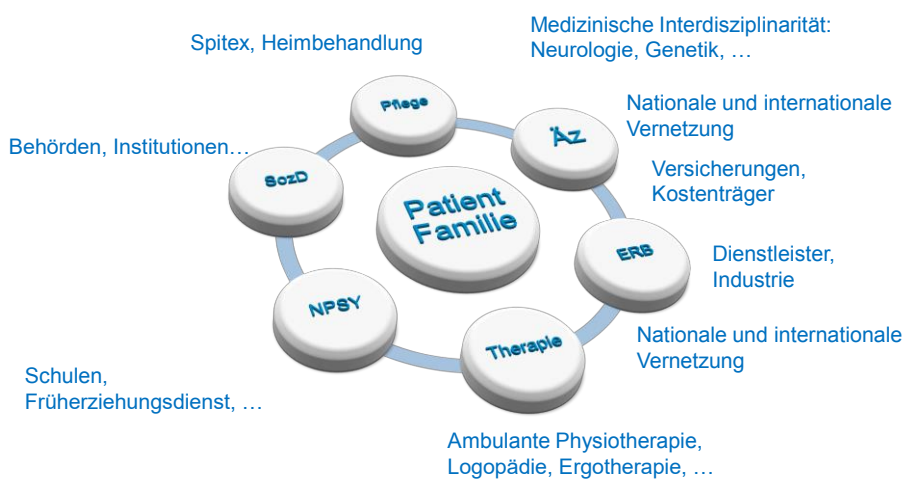 Medizinische Interdisziplinarität:
Neurologie, Genetik, …
Spitex, Heimbehandlung
Pflege
Nationale und internationale
Vernetzung
Äz
Behörden, Institutionen…
Versicherungen,
Kostenträger
SozD
Patient
Familie
ERB
Dienstleister,
Industrie
NPSY
Therapie
Nationale und internationale
Vernetzung
Schulen,
Früherziehungsdienst, …
Ambulante Physiotherapie,
Logopädie, Ergotherapie, …